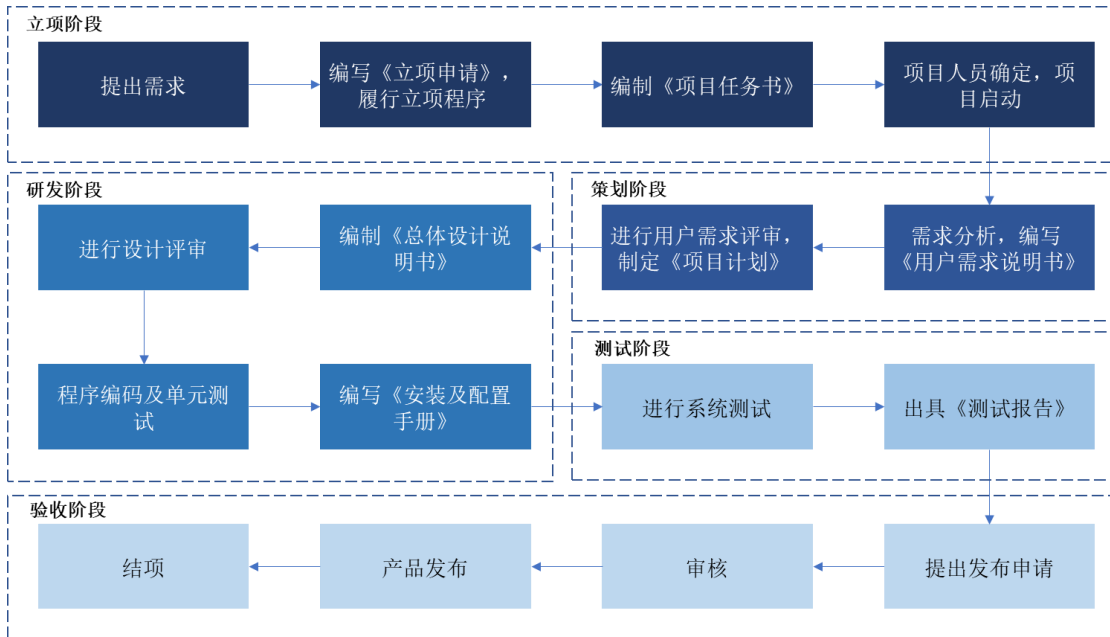 立项阶段
提出需求
编写《立项申请》，
履行立项程序
编制《项目任务书》
项目人员确定，项
目启动
策划阶段
需求分析，编写
《用户需求说明书》
进行用户需求评审，
制定《项目计划》
研发阶段
编制《总体设计说
明书》
进行设计评审
程序编码及单元测
试
编写《安装及配置
手册》
测试阶段
进行系统测试
出具《测试报告》
验收阶段
提出发布申请
审核
产品发布
结项